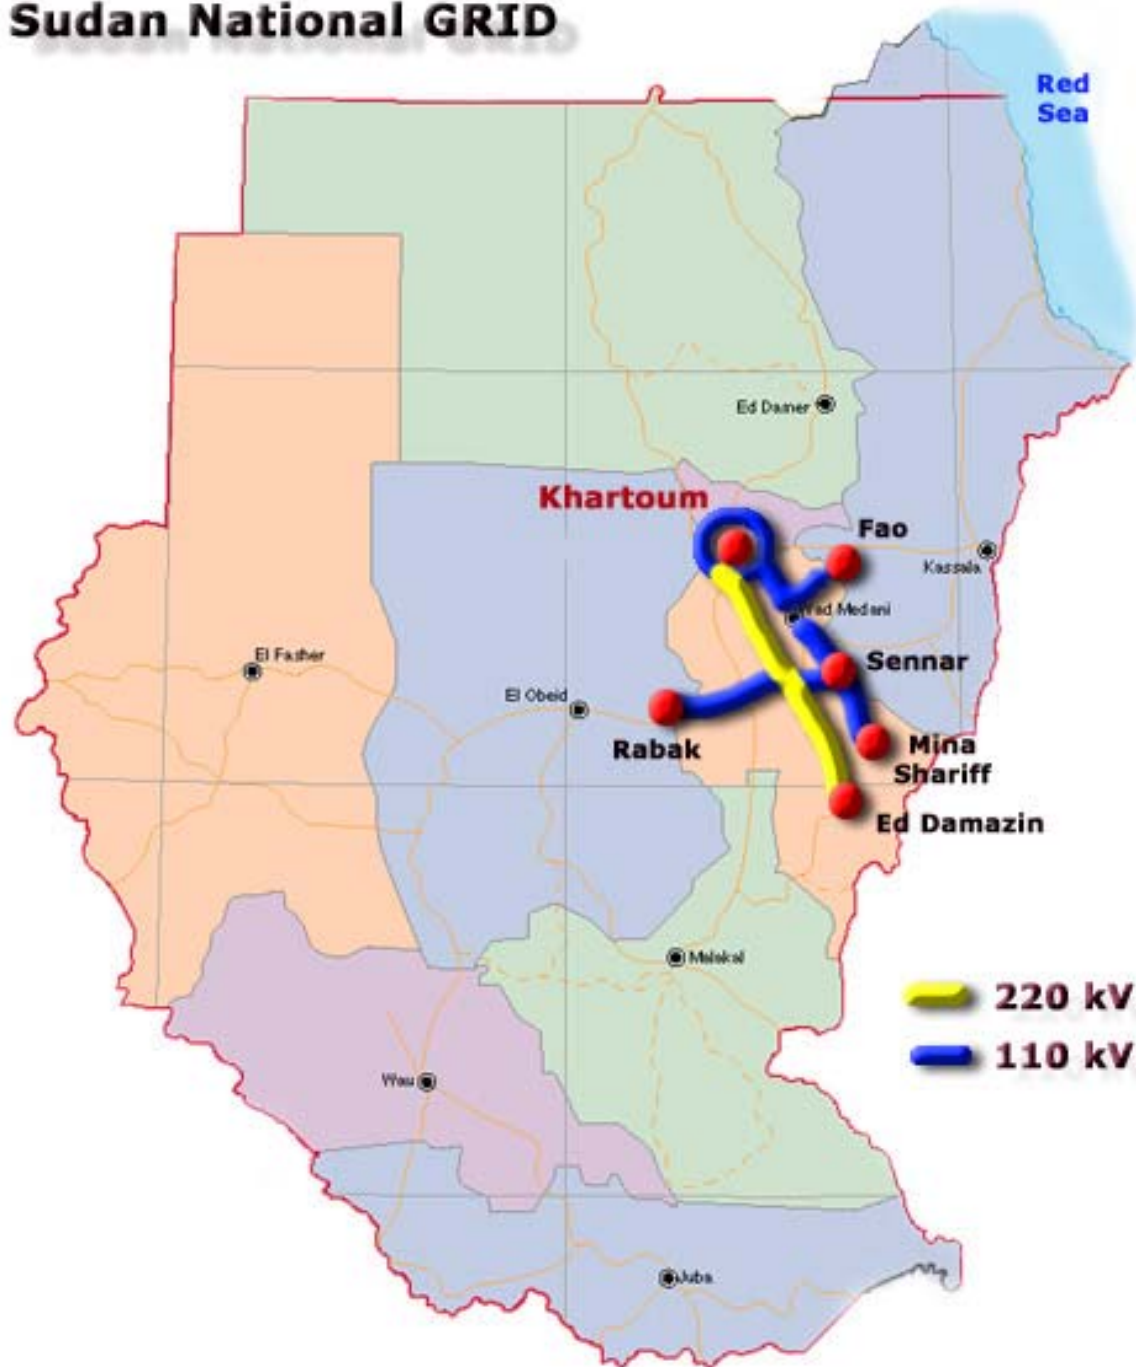 Sudan National GRID
Red
Sea
Ed Damer
Khartoum
Fao
Kassala
Wad Medani
El Fasher
Sennar
El Obeid
Rabak
Mina
Shariff
Ed Damazin
Malakal
220 kV
110 kV
Wau
Juba